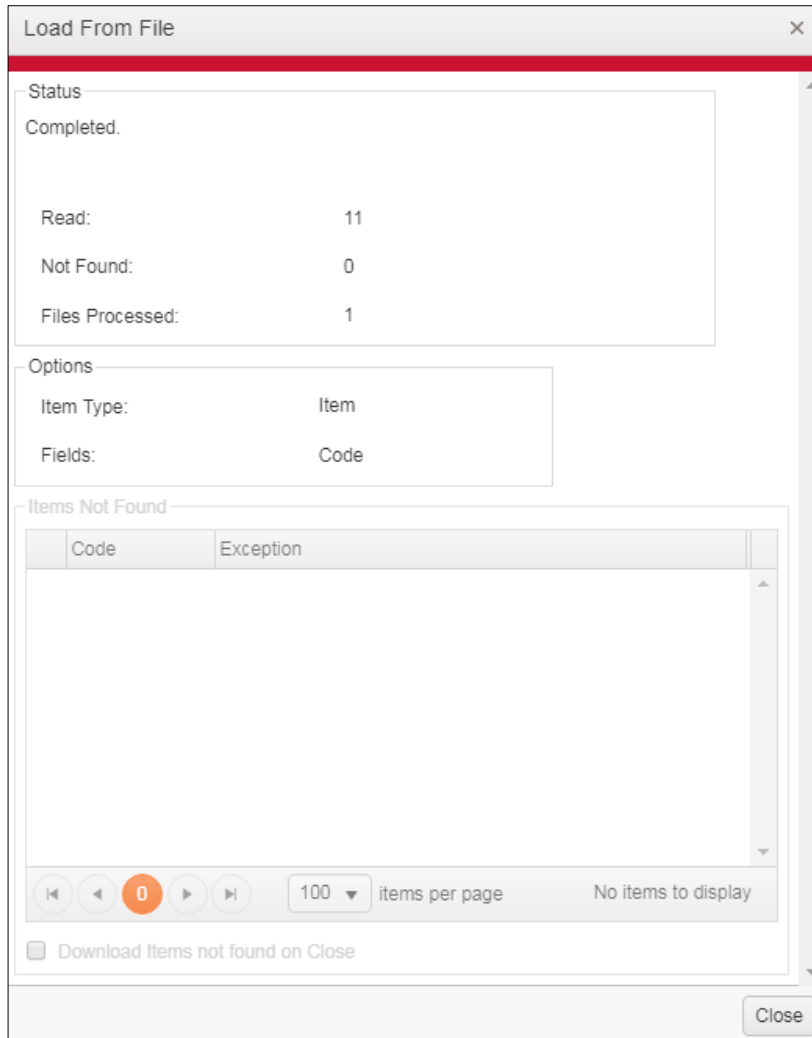 Load From File
Status
Completed.
Read: 11
Not Found: 0
Files Processed: 1
Options
Item Type: Item
Fields: Code
Items Not Found
Code Exception
0 100 items per page No items to display
Download Items not found on Close
Close